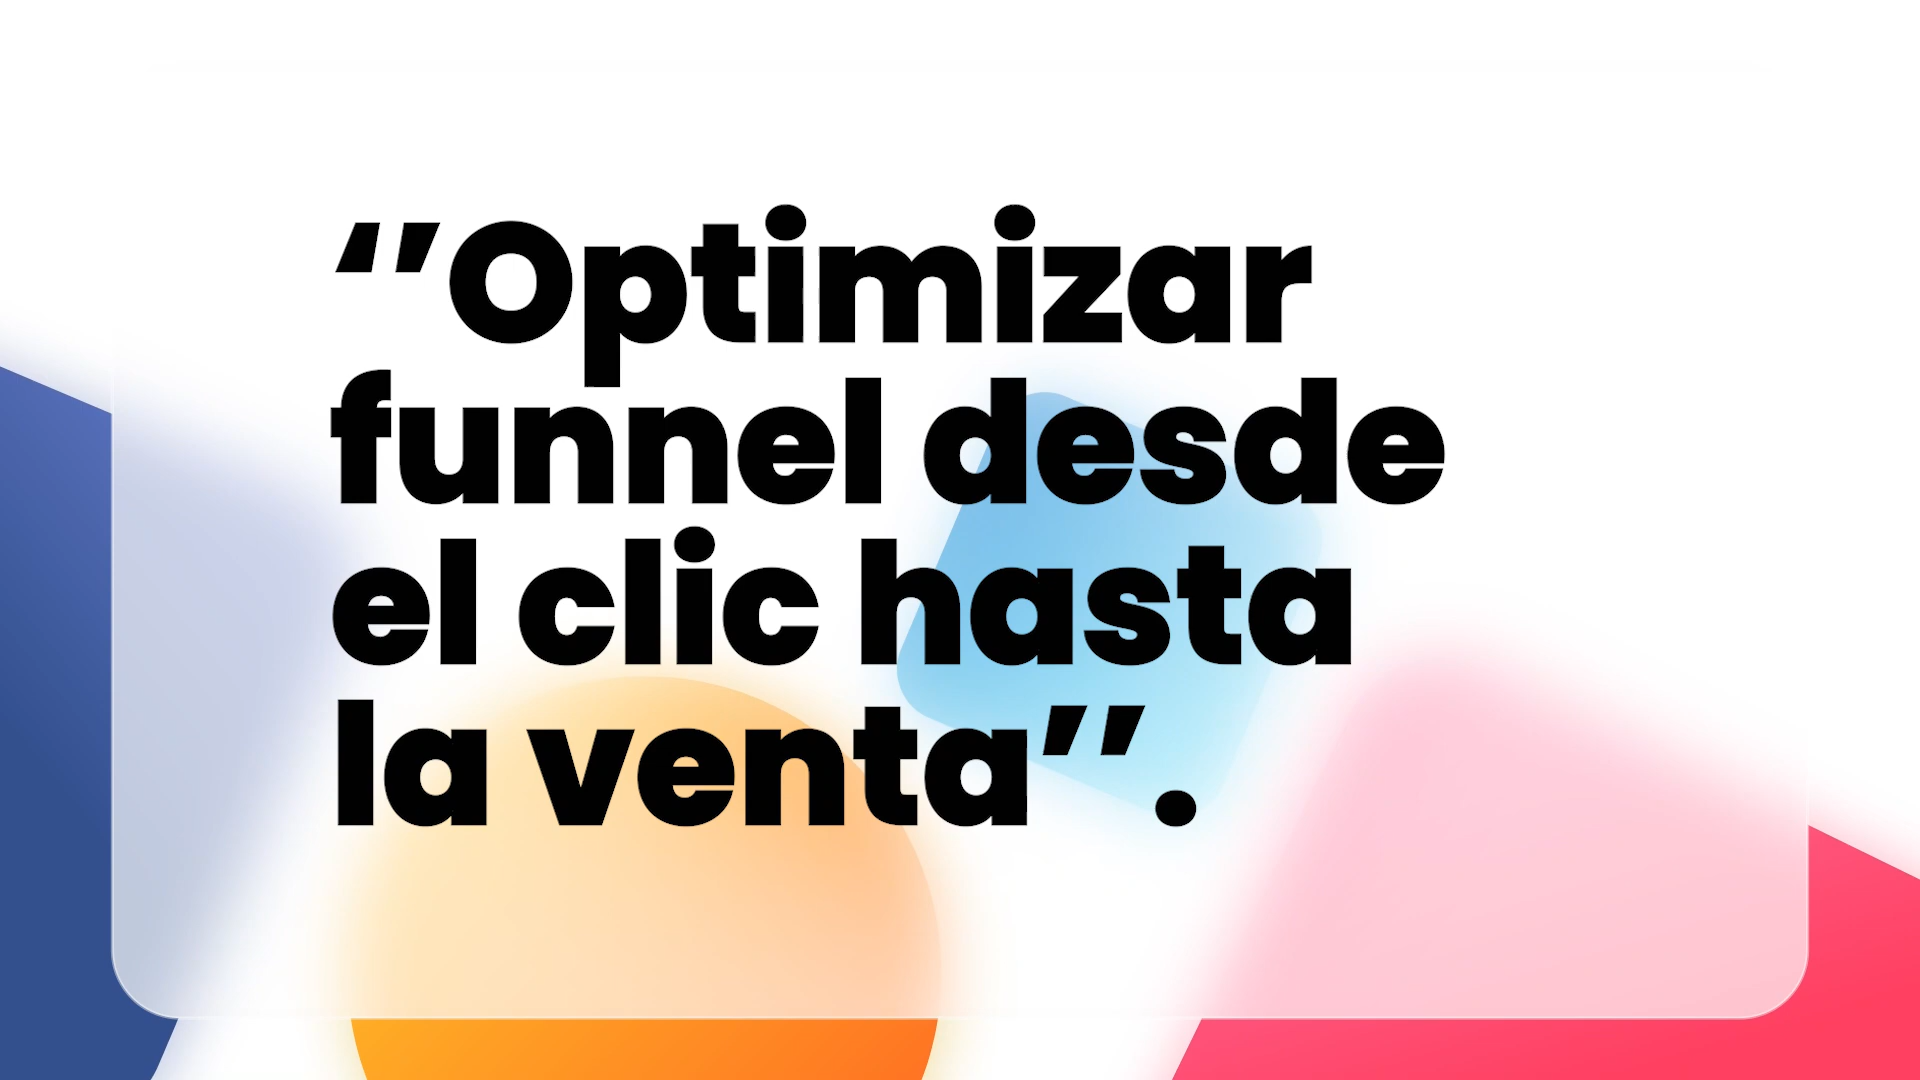 ‘’Optimizar
funnel desde
el clic hasta
la venta’’.